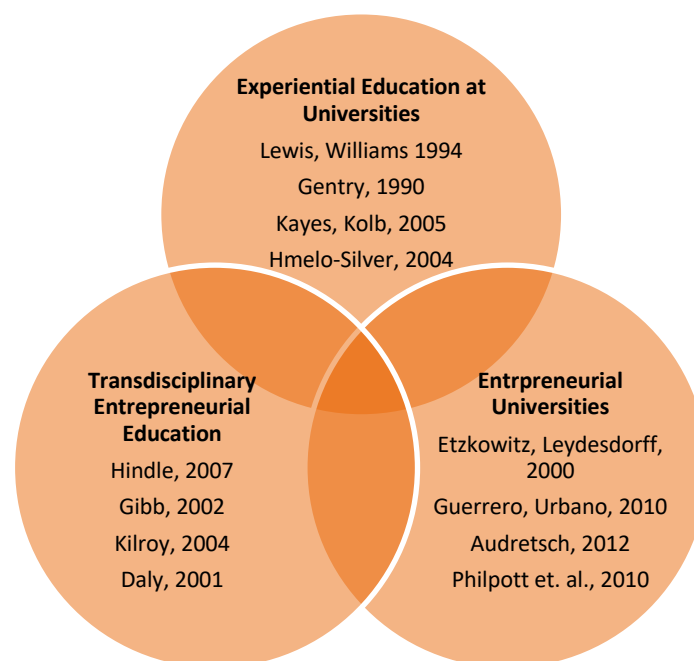 Experiential Education at
Universities
Lewis, Williams 1994
Gentry, 1990
Kayes, Kolb, 2005
Hmelo-Silver, 2004
Transdisciplinary
Entrepreneurial
Education
Hindle, 2007
Gibb, 2002
Kilroy, 2004
Daly, 2001
Entrpreneurial
Universities
Etzkowitz, Leydesdorff,
2000
Guerrero, Urbano, 2010
Audretsch, 2012
Philpott et. al., 2010